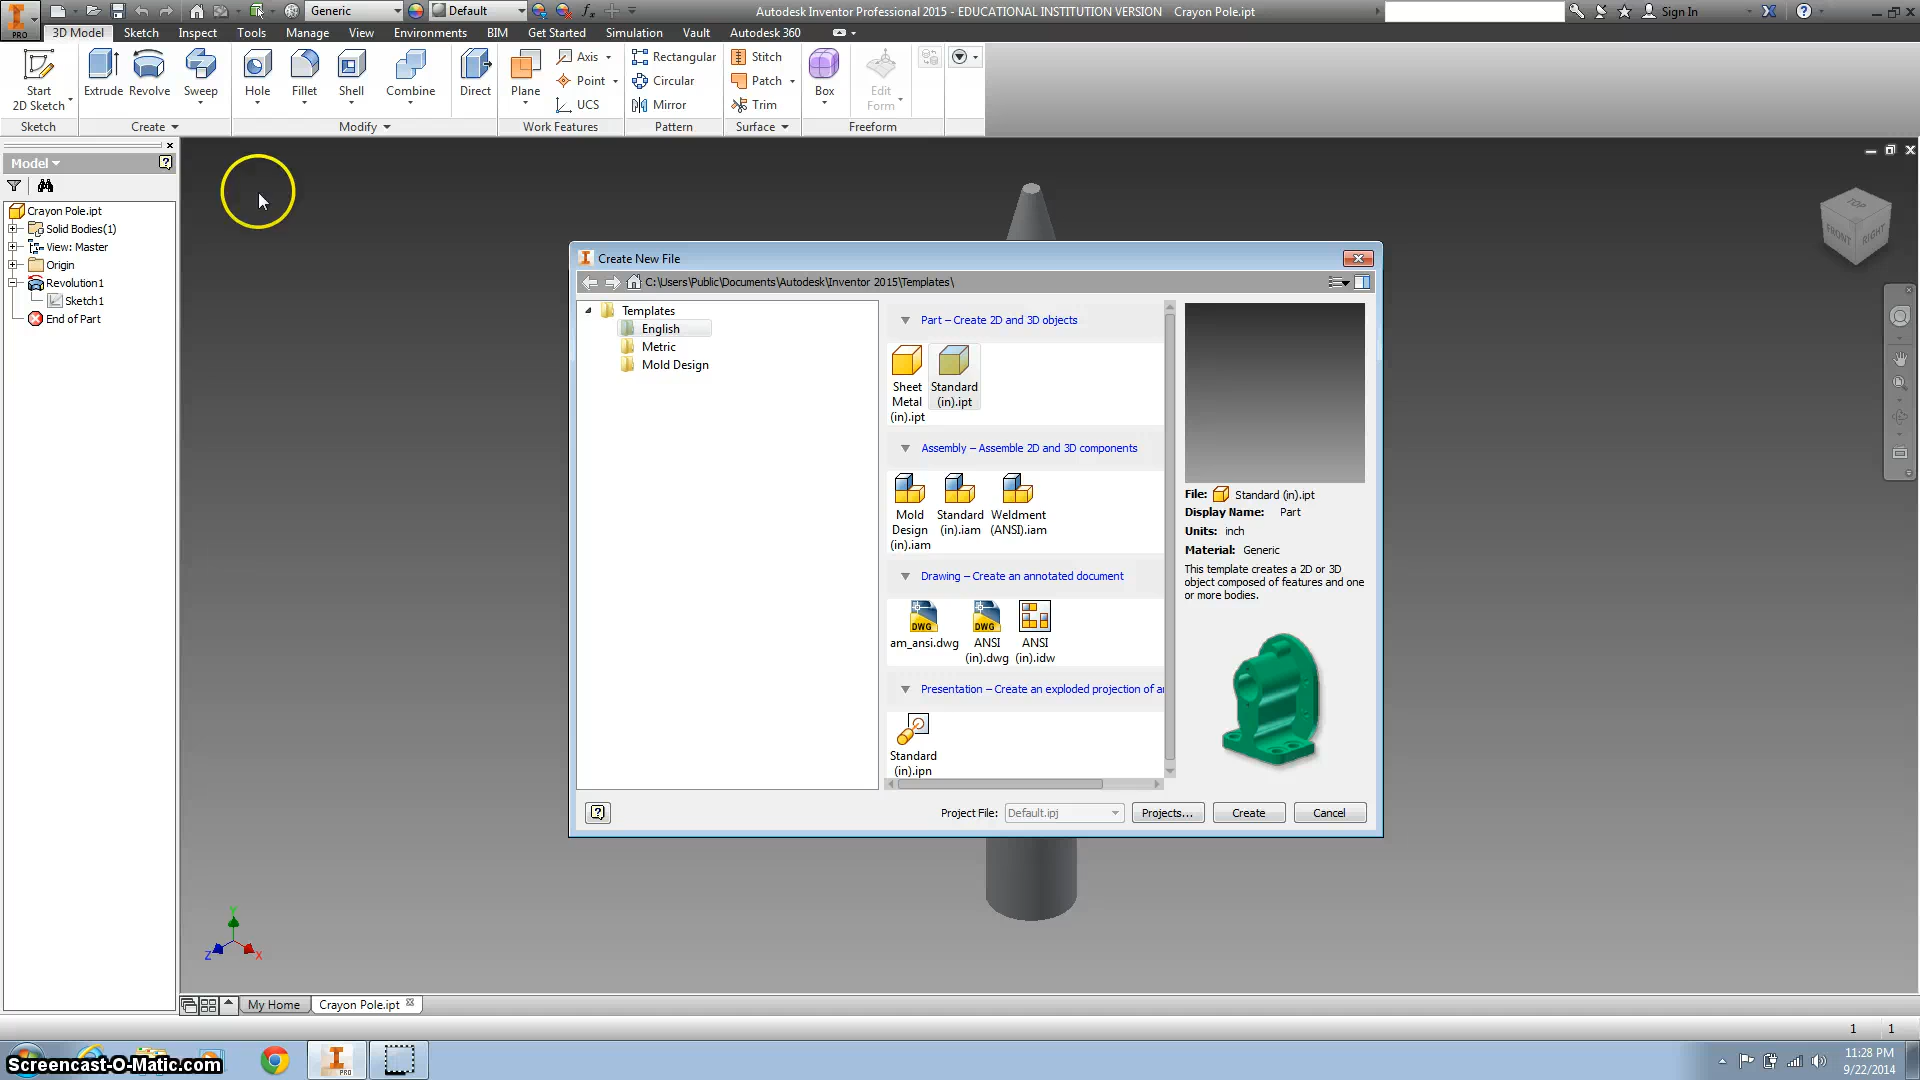 Generic
Default
Autodesk Inventor Professional 2015 - EDUCATIONAL INSTITUTION VERSION Crayon Pole.ipt
Sign In
PRO
3D Model Sketch Inspect Tools Manage View Environments BIM Get Started Simulation Vault Autodesk 360
Start
2D Sketch
Extrude Revolve Sweep
Hole Fillet Shell Combine
Direct
Plane
Axis
Point
UCS
Rectangular
Circular
Mirror
Stitch
Patch
Trim
Box
Edit
Form
Sketch Create Modify Work Features Pattern Surface Freeform
Model
Crayon Pole.ipt
Solid Bodies(1)
View: Master
Origin
Revolution1
Sketch1
End of Part
TOP
FRONT RIGHT
Create New File
C:\Users\Public\Documents\Autodesk\Inventor 2015\Templates\
Templates
English
Metric
Mold Design
Part – Create 2D and 3D objects
Sheet
Metal
(in).ipt
Standard
(in).ipt
Assembly – Assemble 2D and 3D components
Mold
Design
(in).iam
Standard
(in).iam
Weldment
(ANSI).iam
Drawing – Create an annotated document
DWG
am_ansi.dwg
DWG
ANSI
(in).dwg
ANSI
(in).idw
Presentation – Create an exploded projection of
Standard
(in).ipn
File: Standard (in).ipt
Display Name: Part
Units: inch
Material: Generic
This template creates a 2D or 3D
object composed of features and one
or more bodies.
Project File: Default.ipj Projects... Create Cancel
Y
Z X
My Home Crayon Pole.ipt
1 1
Screencast-O-Matic.com
PRO
11:28 PM
9/22/2014